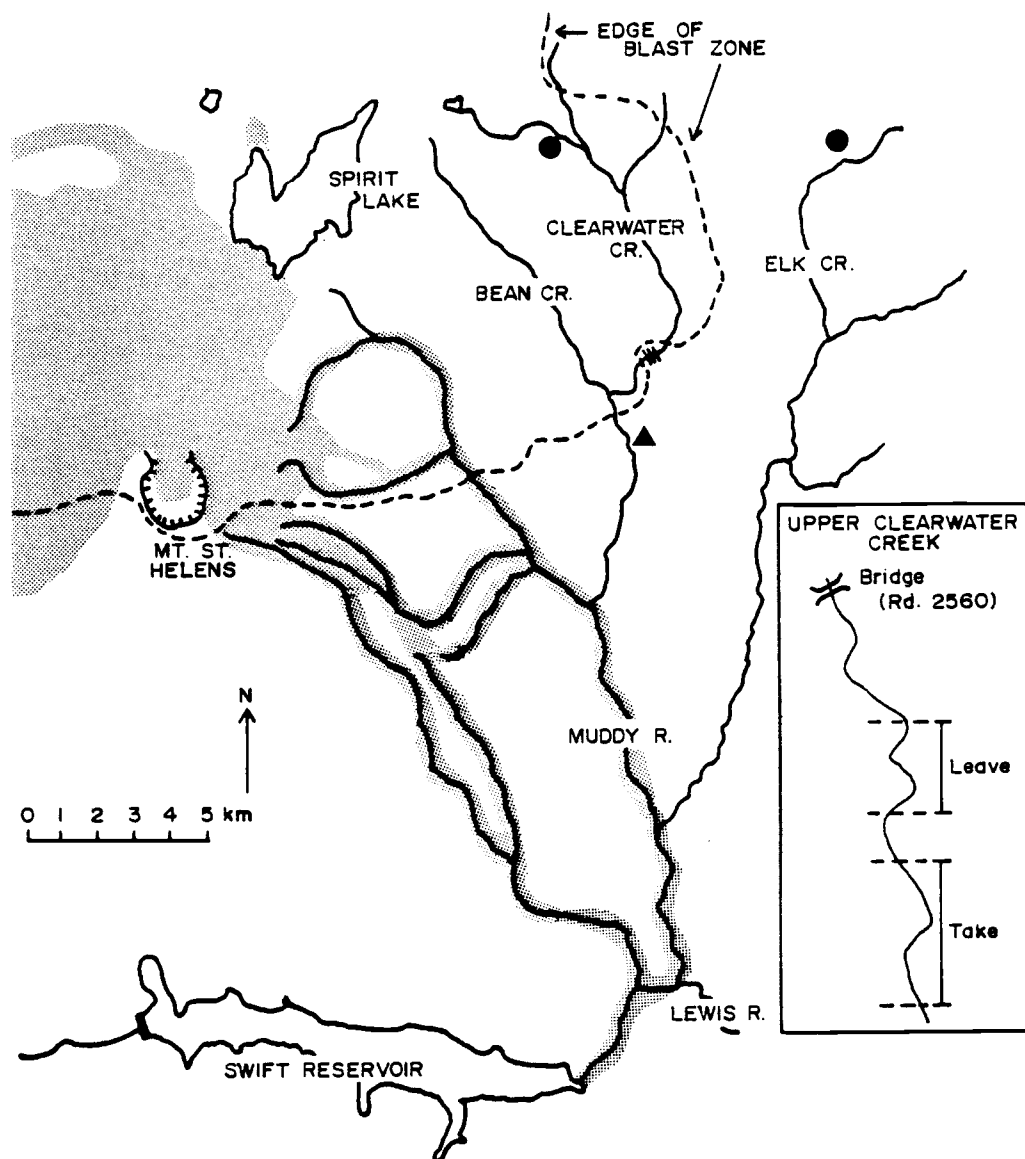 EDGE OF
BLAST ZONE
SPIRIT
LAKE
CLEARWATER
CR.
ELK CR.
BEAN CR.
MT. ST.
HELENS
UPPER CLEARWATER
CREEK
Bridge
(Rd. 2560)
Leave
Take
N
0 1 2 3 4 5 km
MUDDY R.
LEWIS R.
SWIFT RESERVOIR